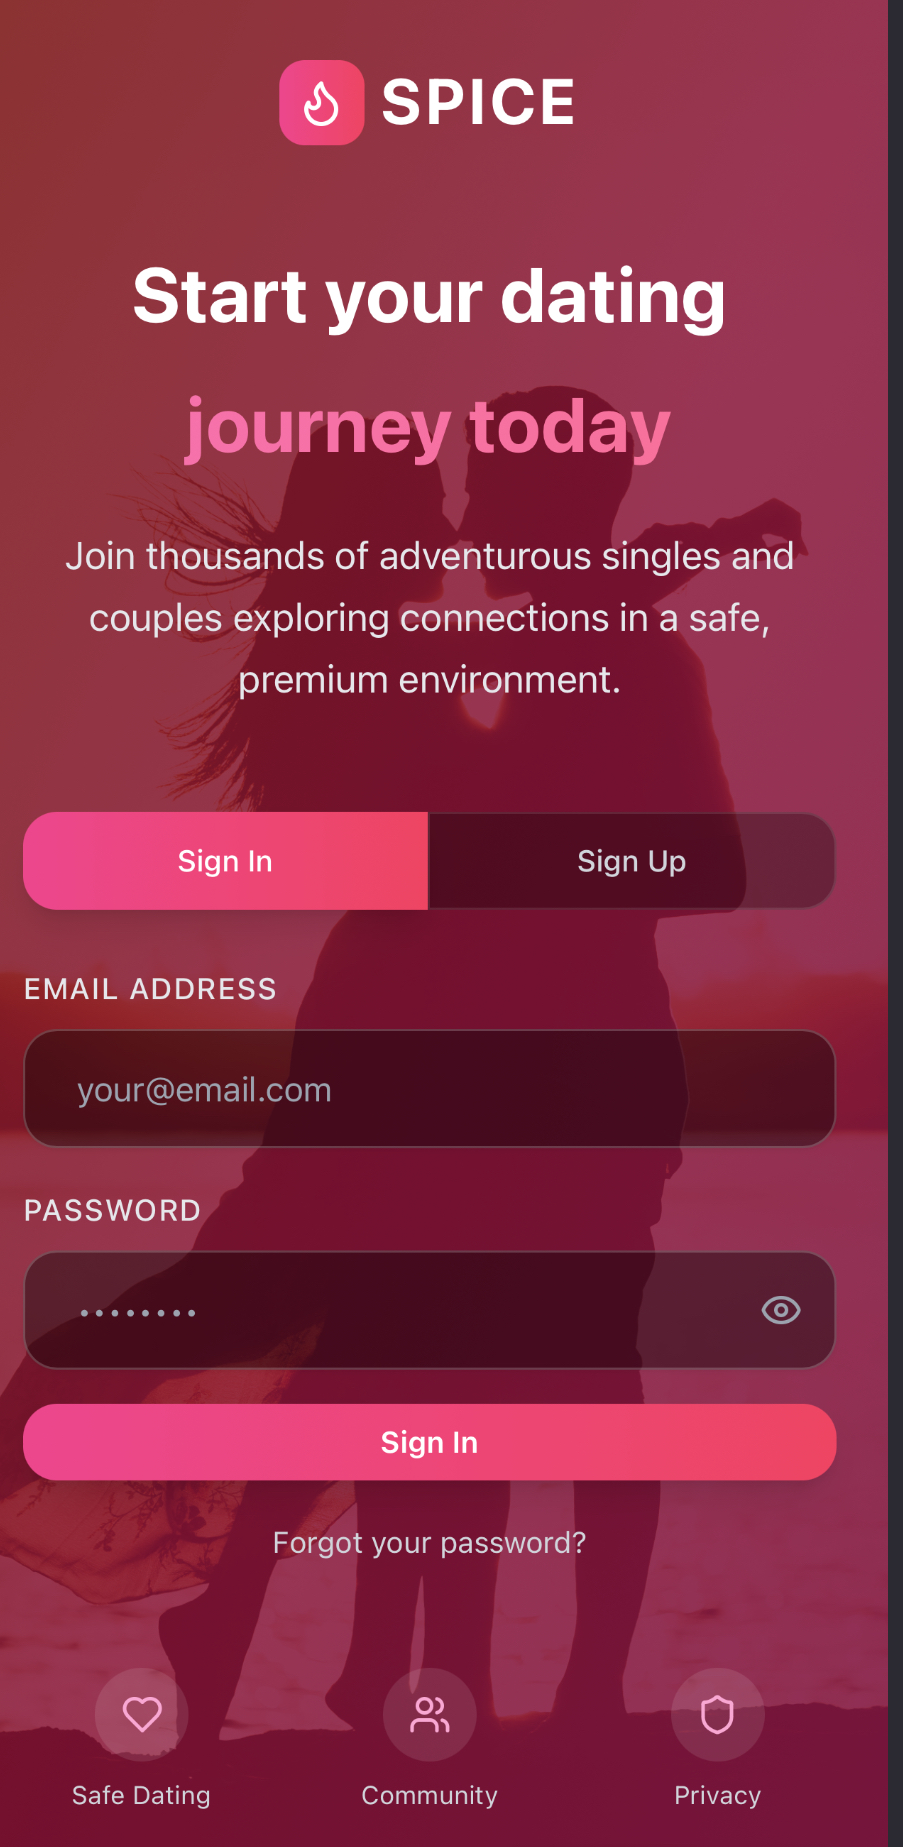 SPICE
Start your dating
journey today
Join thousands of adventurous singles and
couples exploring connections in a safe,
premium environment.
Sign In
Sign Up
EMAIL ADDRESS
your@email.com
PASSWORD
••••••••
Sign In
Forgot your password?
Safe Dating
Community
Privacy